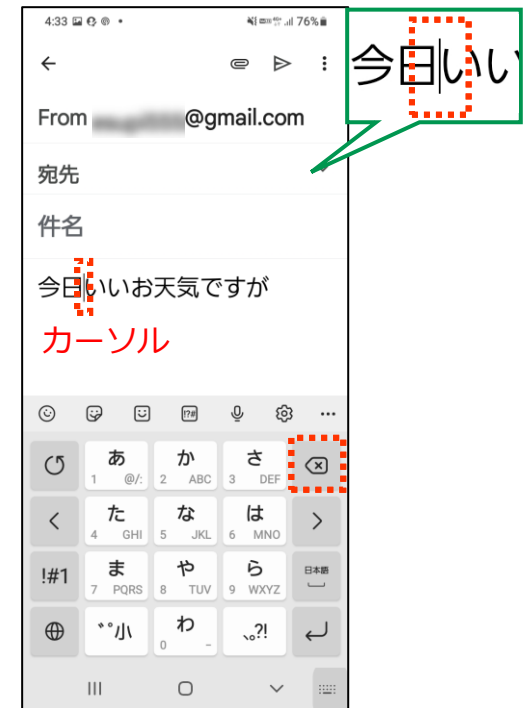 4:33 76%
今日いい
From @gmail.com
宛先
件名
今日いいお天気ですが
カーソル
!?#
あ か さ
1 @/: 2 ABC 3 DEF
た な は
4 GHI 5 JKL 6 MNO
!#1 ま や ら 日本語
7 PQRS 8 TUV 9 WXYZ
゛゜小 わ 、。?!
0 -